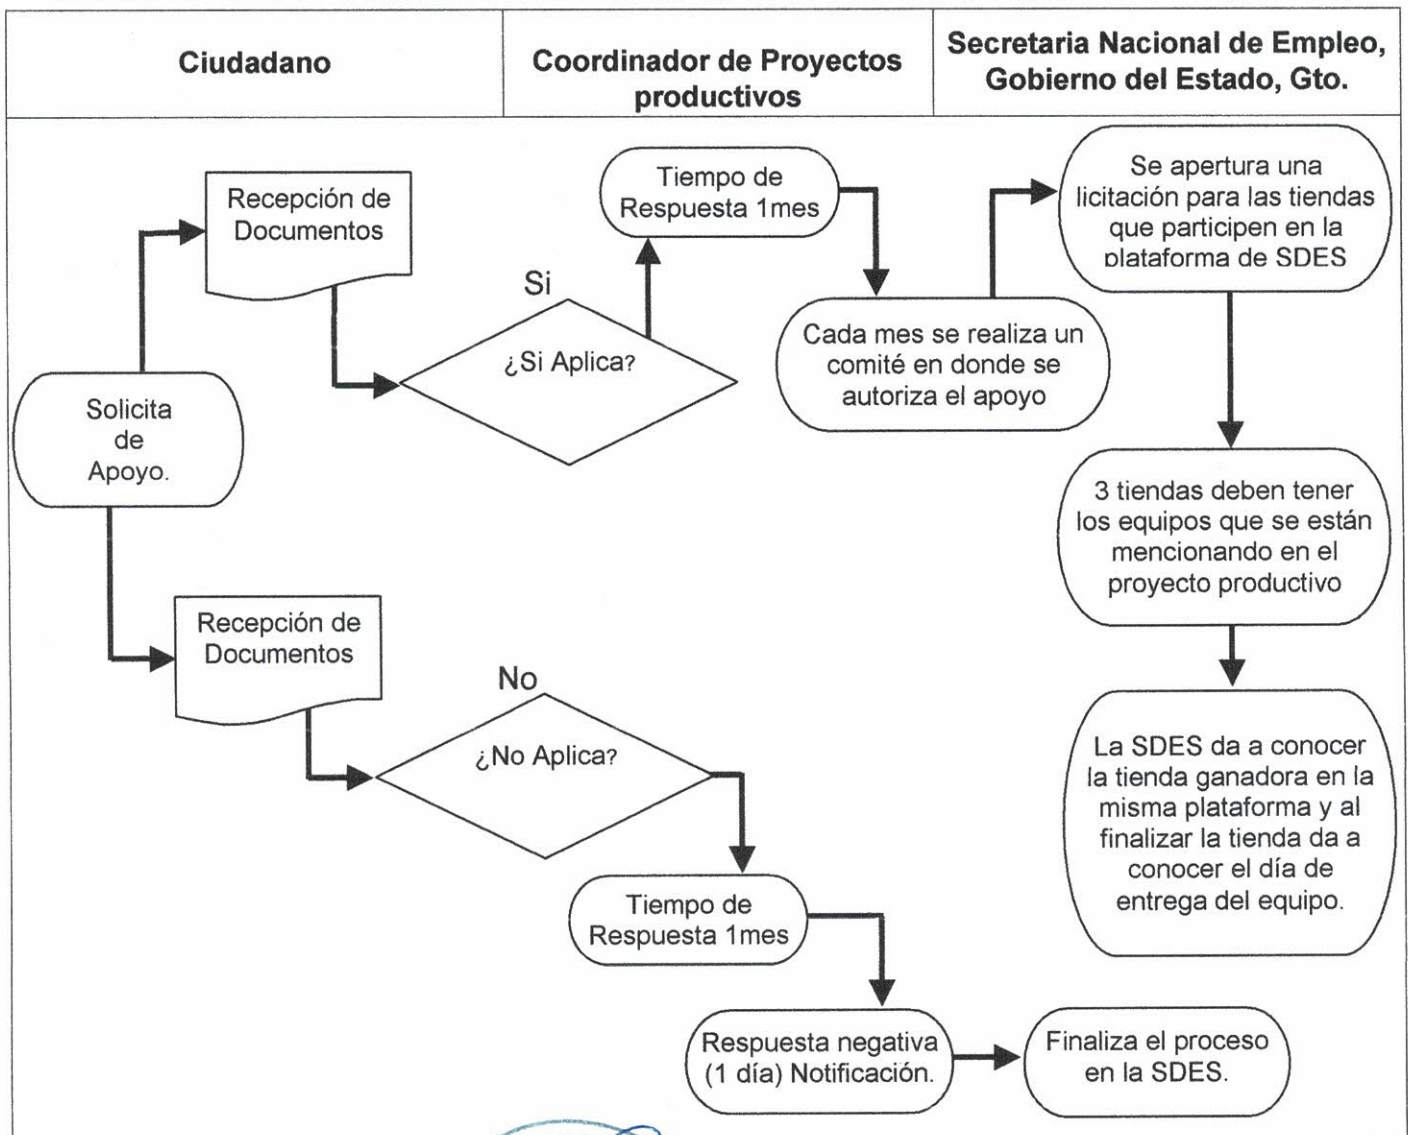 Ciudadano
Coordinador de Proyectos
productivos
Secretaria Nacional de Empleo,
Gobierno del Estado, Gto.
Recepción de
Documentos
Tiempo de
Respuesta 1mes
Se apertura una
licitación para las tiendas
que participen en la
plataforma de SDES
Si
¿Si Aplica?
Cada mes se realiza un
comité en donde se
autoriza el apoyo
Solicita
de
Apoyo.
3 tiendas deben tener
los equipos que se están
mencionando en el
proyecto productivo
Recepción de
Documentos
No
¿No Aplica?
La SDES da a conocer
la tienda ganadora en la
misma plataforma y al
finalizar la tienda da a
conocer el día de
entrega del equipo.
Tiempo de
Respuesta 1mes
Respuesta negativa
(1 día) Notificación.
Finaliza el proceso
en la SDES.